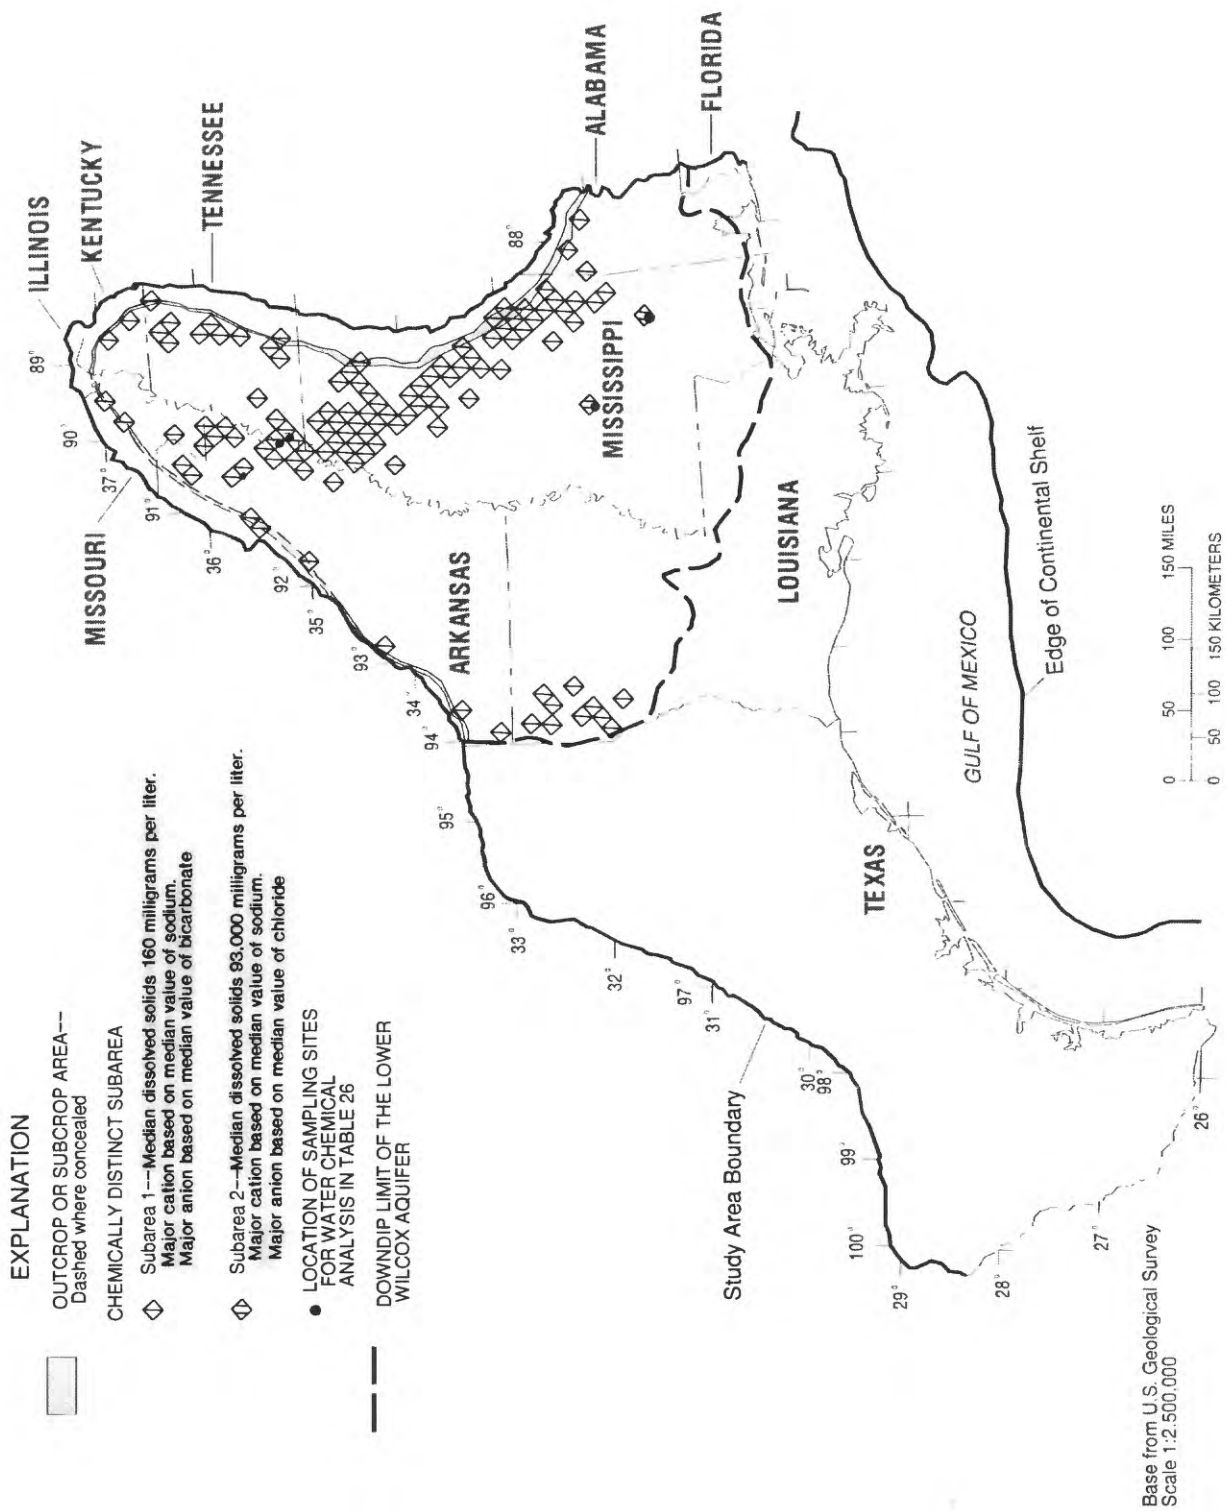 EXPLANATION
OUTCROP OR SUBCROP AREA--
Dashed where concealed
CHEMICALLY DISTINCT SUBAREA
Subarea 1--Median dissolved solids 160 milligrams per liter.
Major cation based on median value of sodium.
Major anion based on median value of bicarbonate
Subarea 2--Median dissolved solids 93,000 milligrams per liter.
Major cation based on median value of sodium.
Major anion based on median value of chloride
LOCATION OF SAMPLING SITES
FOR WATER CHEMICAL
ANALYSIS IN TABLE 26
DOWNDIP LIMIT OF THE LOWER
WILCOX AQUIFER
ILLINOIS
KENTUCKY
TENNESSEE
ALABAMA
FLORIDA
MISSOURI
ARKANSAS
MISSISSIPPI
LOUISIANA
TEXAS
GULF OF MEXICO
Edge of Continental Shelf
Study Area Boundary
88°
89°
90°
37°
91°
36°
92°
35°
93°
34°
94°
95°
96°
33°
32°
97°
31°
30°
98°
99°
100°
29°
28°
27°
26°
0 50 100 150 MILES
0 50 100 150 KILOMETERS
Base from U.S. Geological Survey
Scale 1:2,500,000